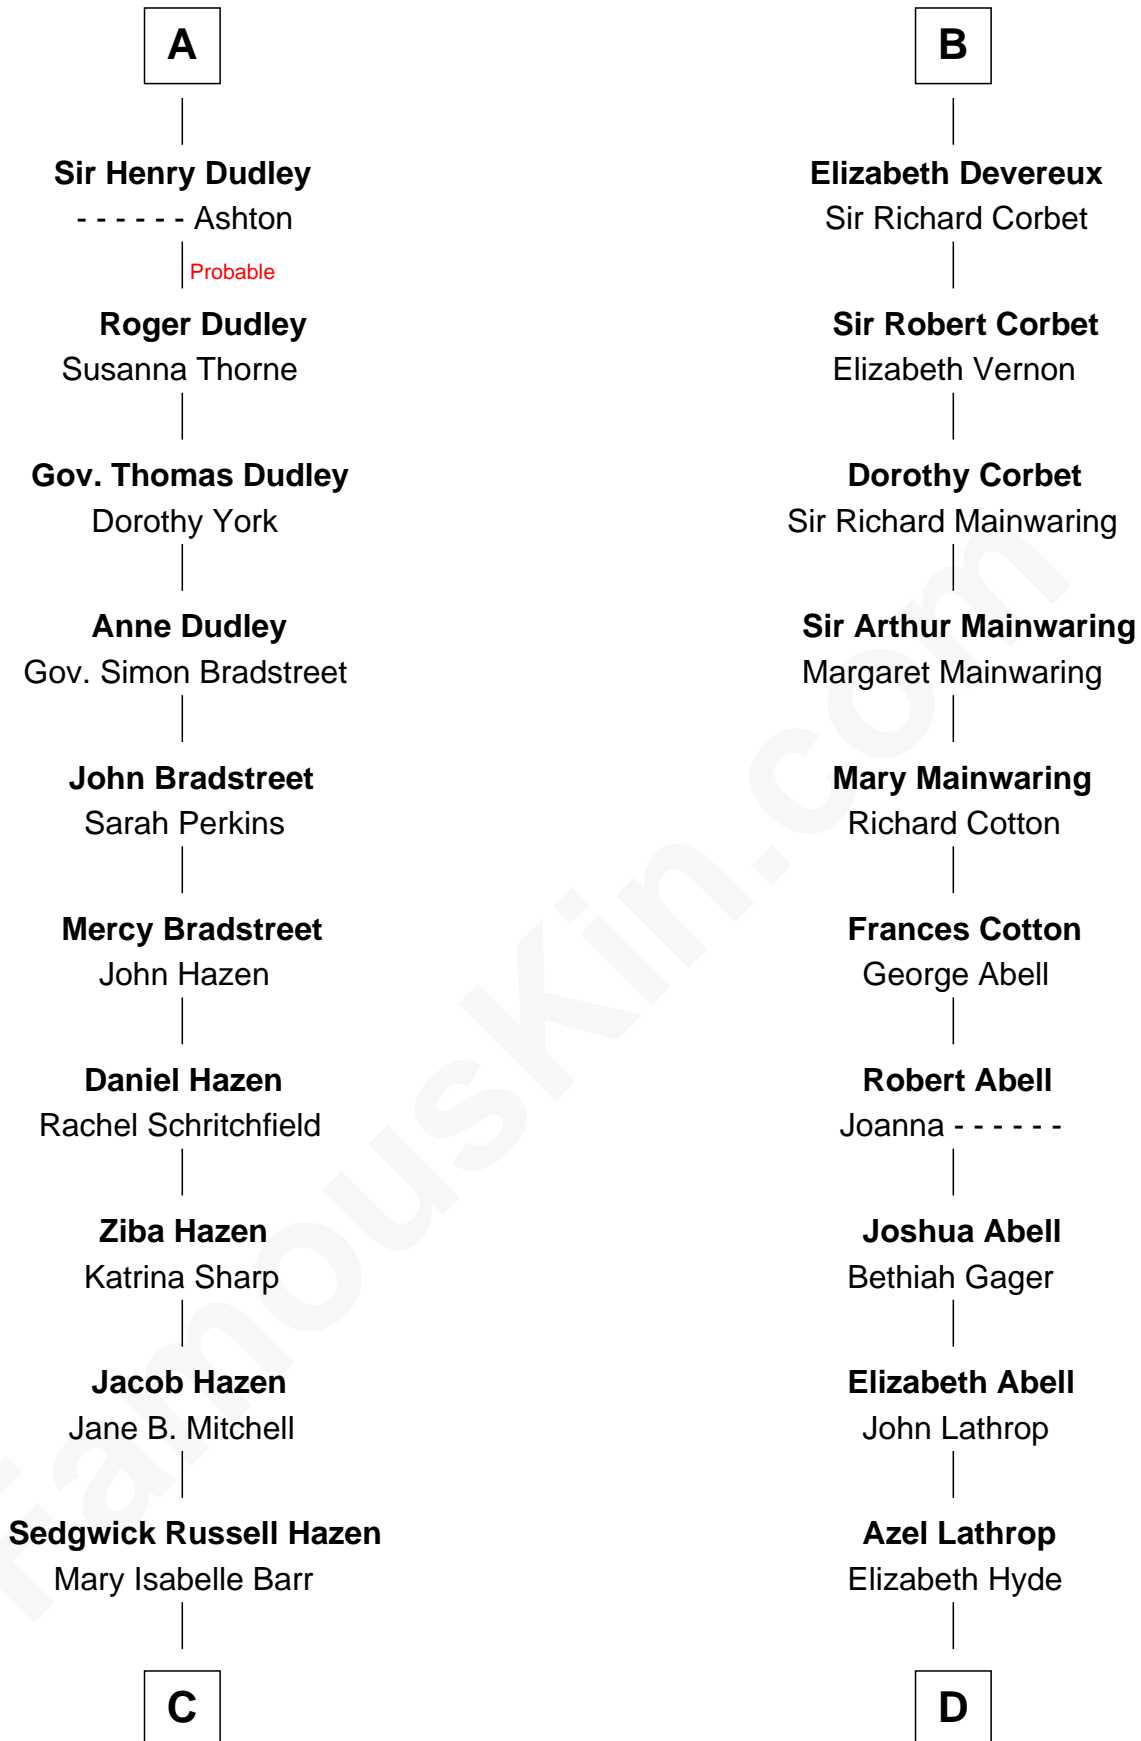 A
Sir Henry Dudley
- - - - - - Ashton
Probable
Roger Dudley
Susanna Thorne
Gov. Thomas Dudley
Dorothy York
Anne Dudley
Gov. Simon Bradstreet
John Bradstreet
Sarah Perkins
Mercy Bradstreet
John Hazen
Daniel Hazen
Rachel Schritchfield
Ziba Hazen
Katrina Sharp
Jacob Hazen
Jane B. Mitchell
Sedgwick Russell Hazen
Mary Isabelle Barr
C
B
Elizabeth Devereux
Sir Richard Corbet
Sir Robert Corbet
Elizabeth Vernon
Dorothy Corbet
Sir Richard Mainwaring
Sir Arthur Mainwaring
Margaret Mainwaring
Mary Mainwaring
Richard Cotton
Frances Cotton
George Abell
Robert Abell
Joanna - - - - - -
Joshua Abell
Bethiah Gager
Elizabeth Abell
John Lathrop
Azel Lathrop
Elizabeth Hyde
D
FamousKin.com